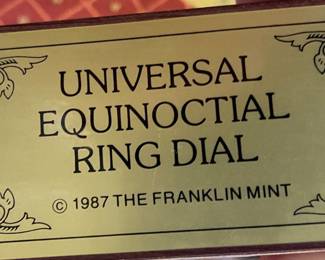 UNIVERSAL
EQUINOCTIAL
RING DIAL
© 1987 THE FRANKLIN MINT